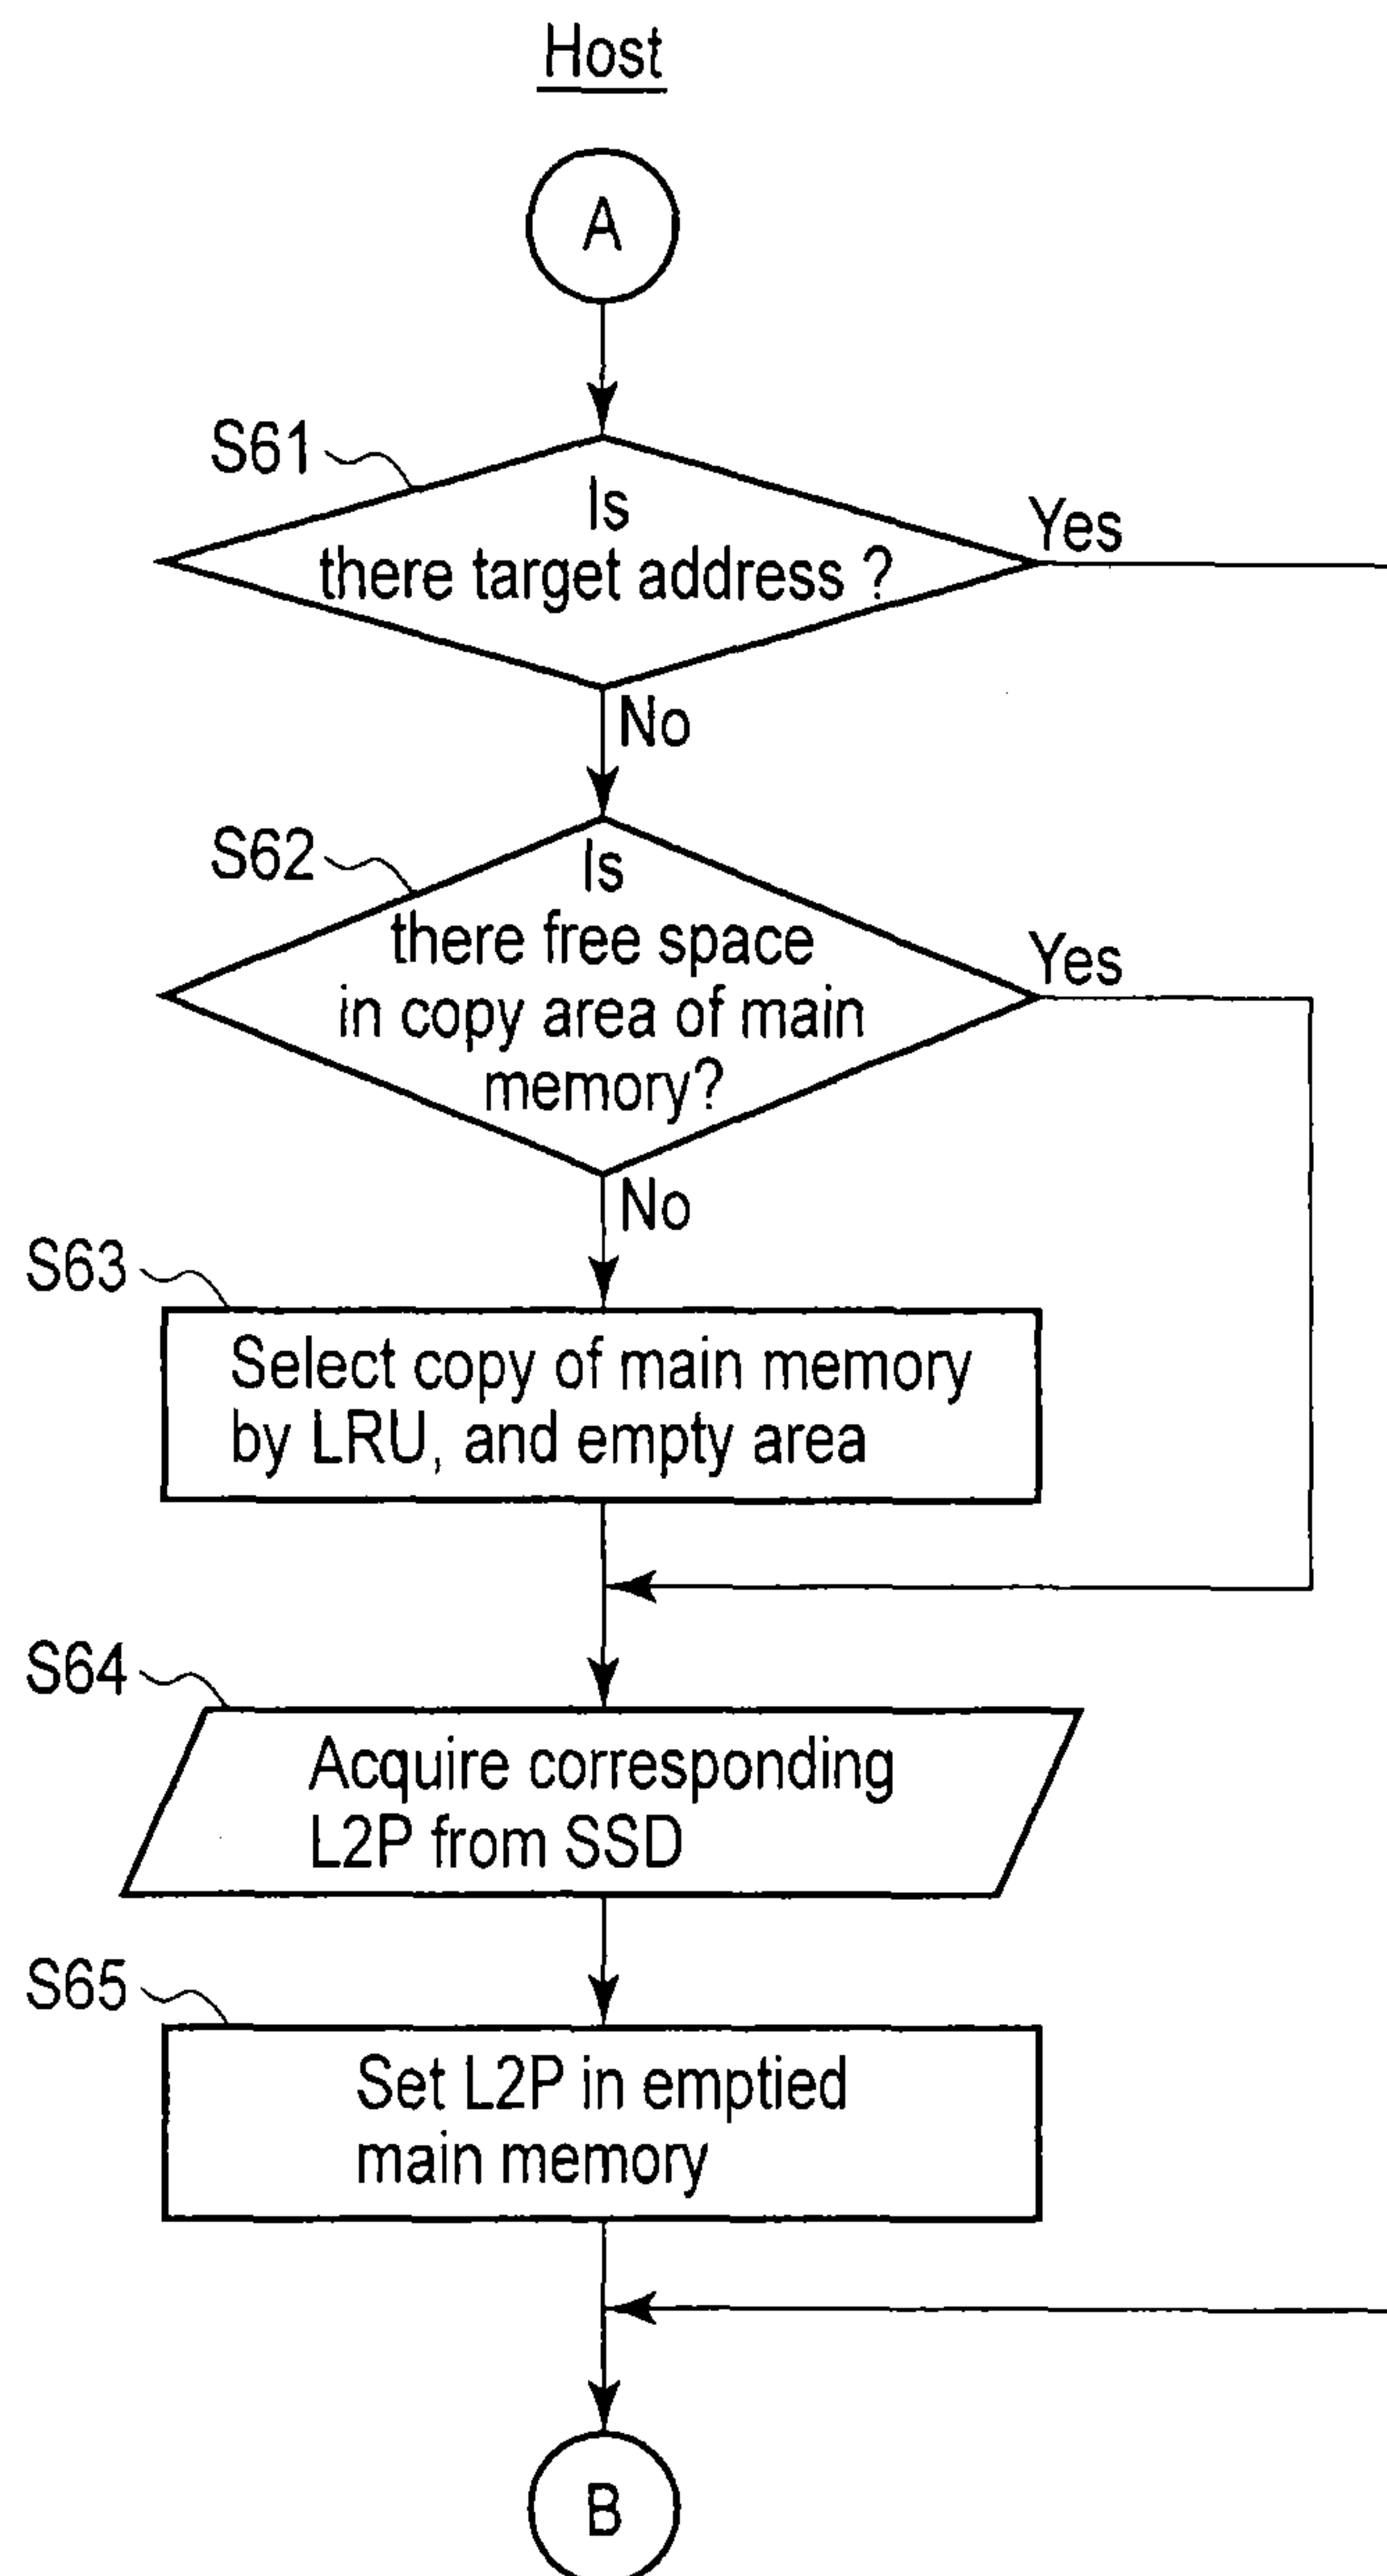 Host
A
S61
Is
there target address ?
Yes
No
S62
Is
there free space
in copy area of main
memory?
Yes
No
S63
Select copy of main memory
by LRU, and empty area
S64
Acquire corresponding
L2P from SSD
S65
Set L2P in emptied
main memory
B